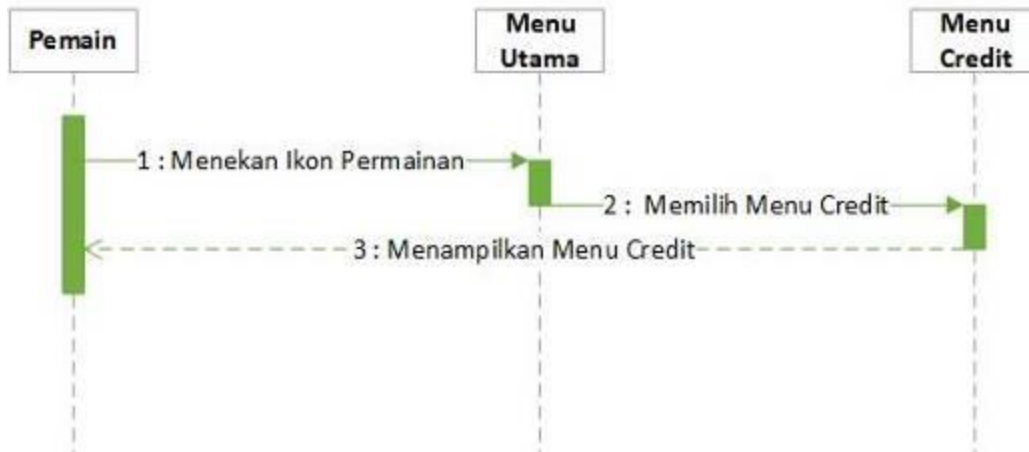 Pemain
Menu
Utama
Menu
Credit
1 : Menekan Ikon Permainan
2 : Memilih Menu Credit
3 : Menampilkan Menu Credit